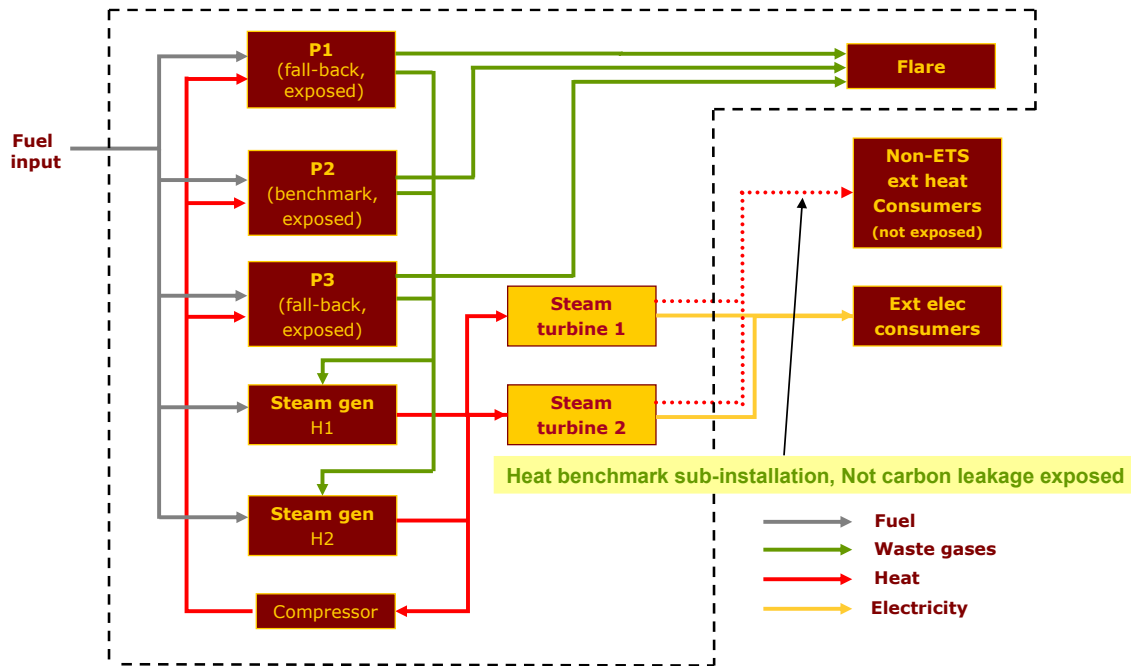 P1
(fall-back,
exposed)
Flare
Fuel
input
P2
(benchmark,
exposed)
Non-ETS
ext heat
Consumers
(not exposed)
P3
(fall-back,
exposed)
Steam
turbine 1
Ext elec
consumers
Steam gen
H1
Steam
turbine 2
Heat benchmark sub-installation, Not carbon leakage exposed
Steam gen
H2
Fuel
Waste gases
Heat
Electricity
Compressor